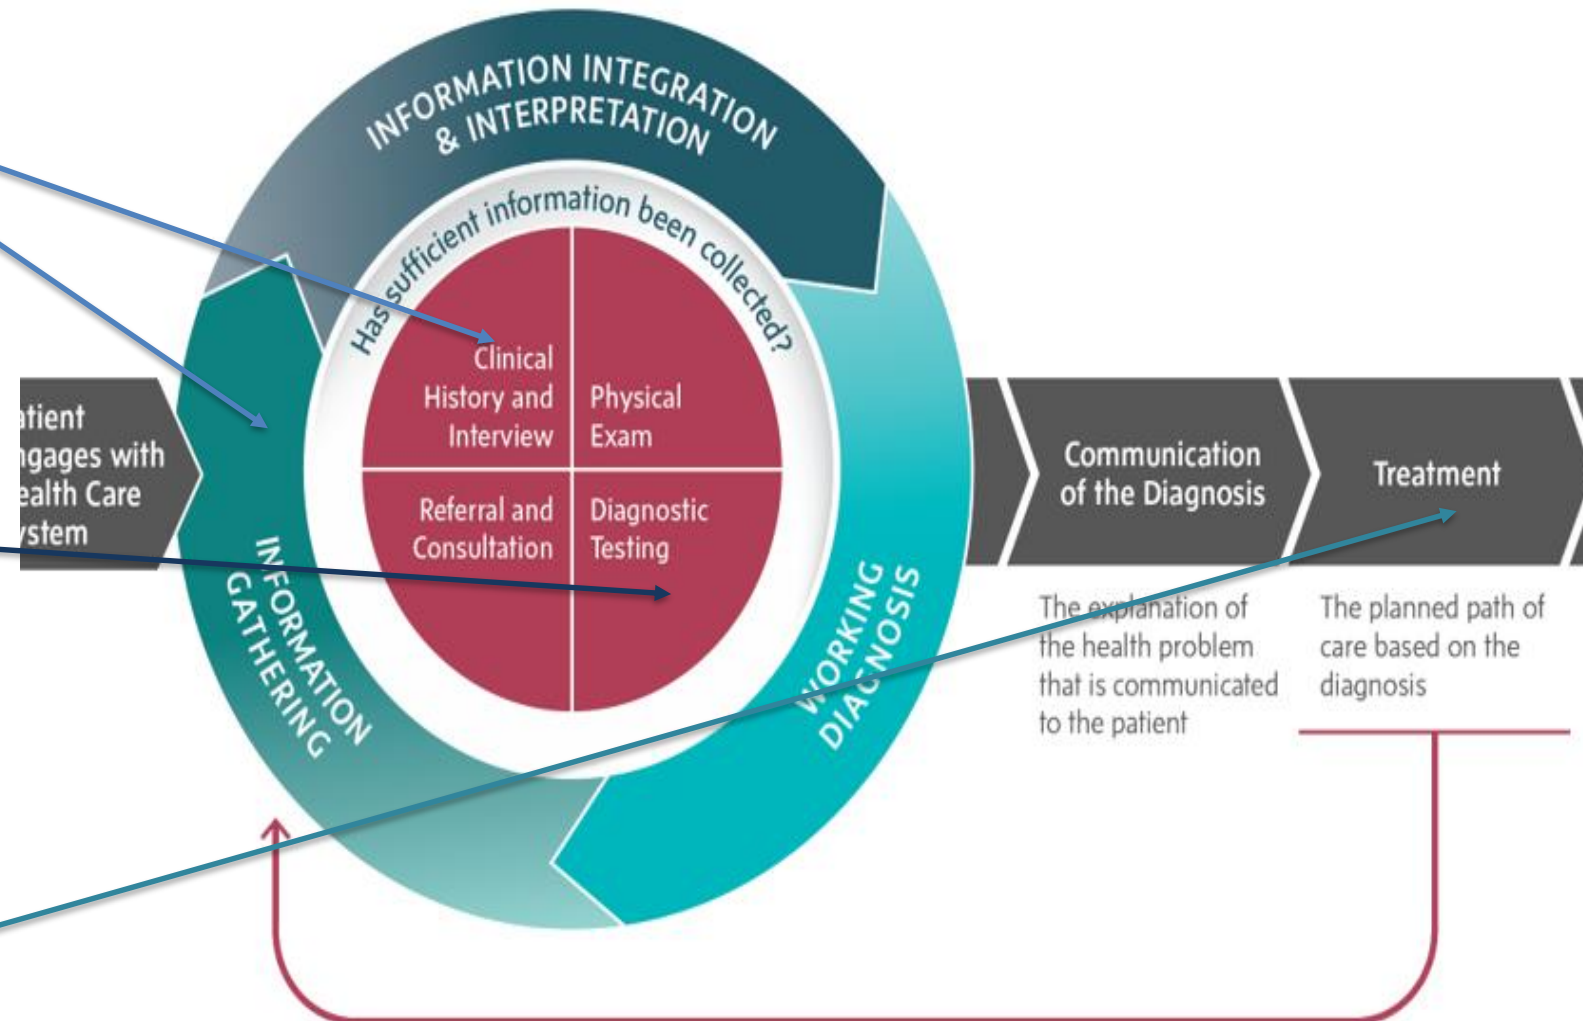 INFORMATION INTEGRATION
& INTERPRETATION
Has sufficient information been collected?
Clinical
History and
Interview
Physical
Exam
Referral and
Consultation
Diagnostic
Testing
atient
ngages with
ealth Care
ystem
INFORMATION
GATHERING
WORKING
DIAGNOSIS
Communication
of the Diagnosis
The explanation of
the health problem
that is communicated
to the patient
Treatment
The planned path of
care based on the
diagnosis